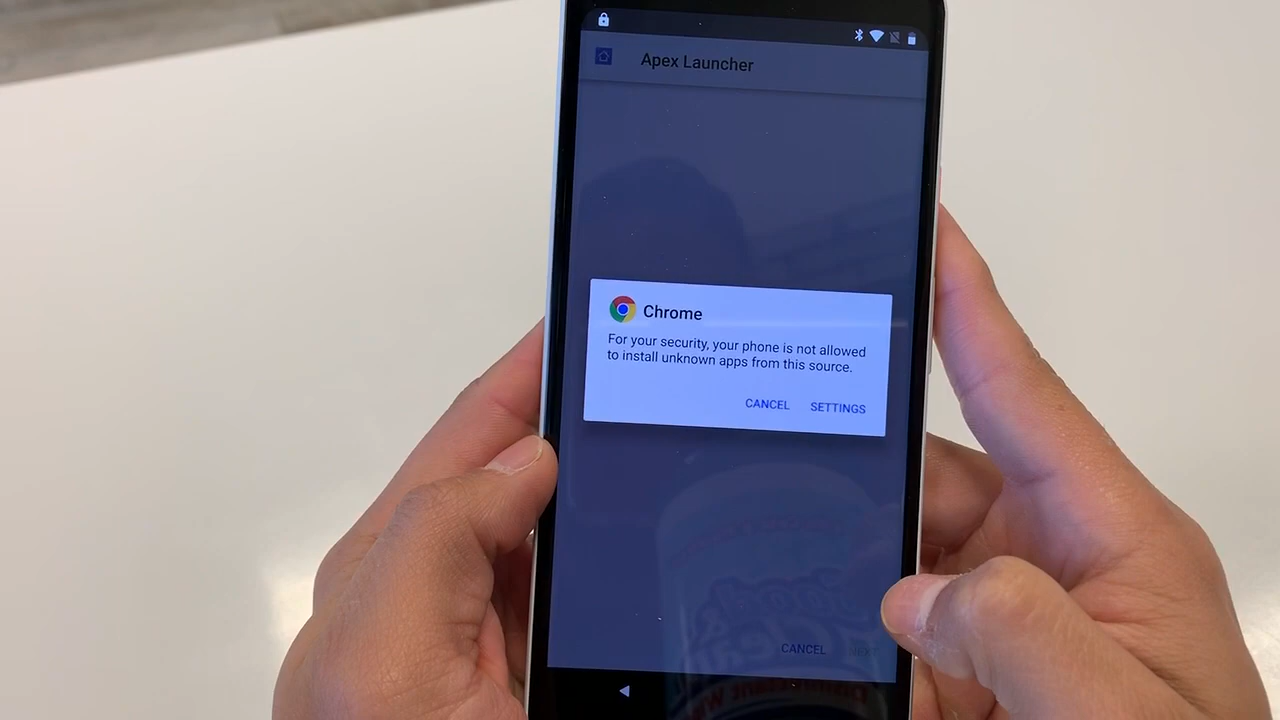 Apex Launcher
Chrome
For your security, your phone is not allowed
to install unknown apps from this source.
CANCEL SETTINGS
CANCEL NEXT